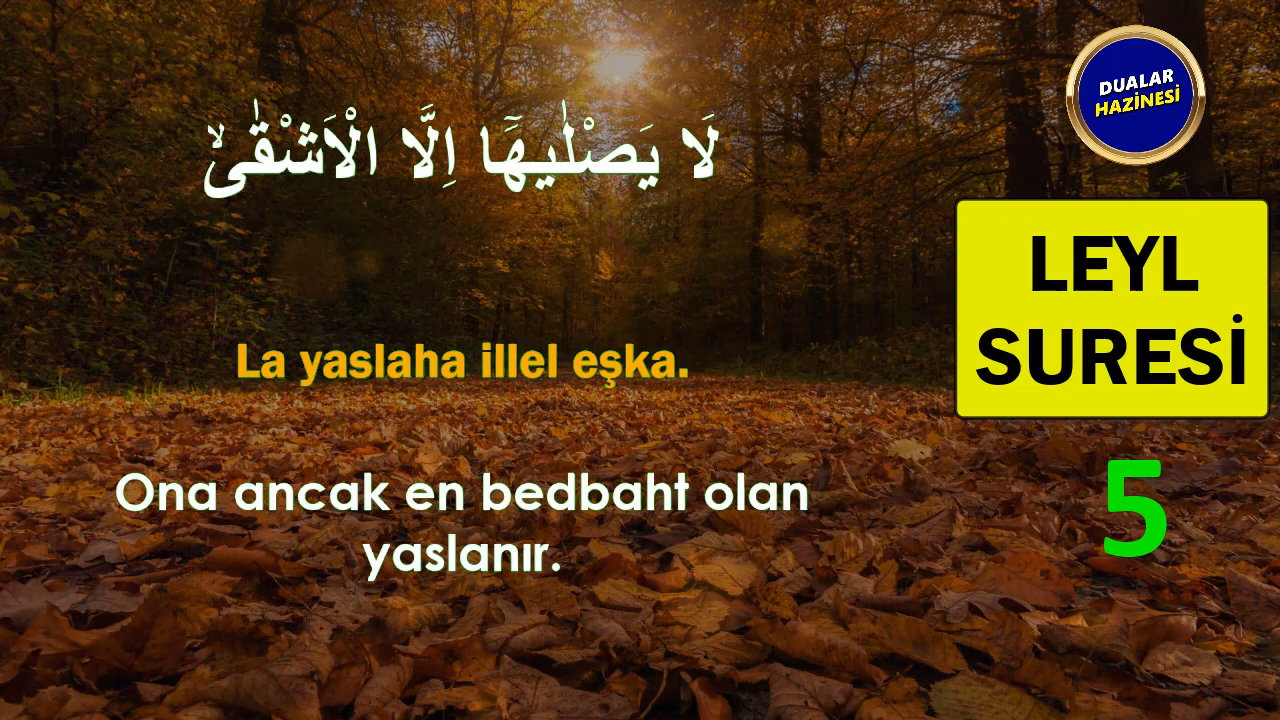 لَا يَصْلٰيهَٓا اِلَّا الْاَشْقٰىۙ
La yaslaha illel eşka.
Ona ancak en bedbaht olan
yaslanır.
DUALAR
HAZİNESİ
LEYL
SURESİ
5